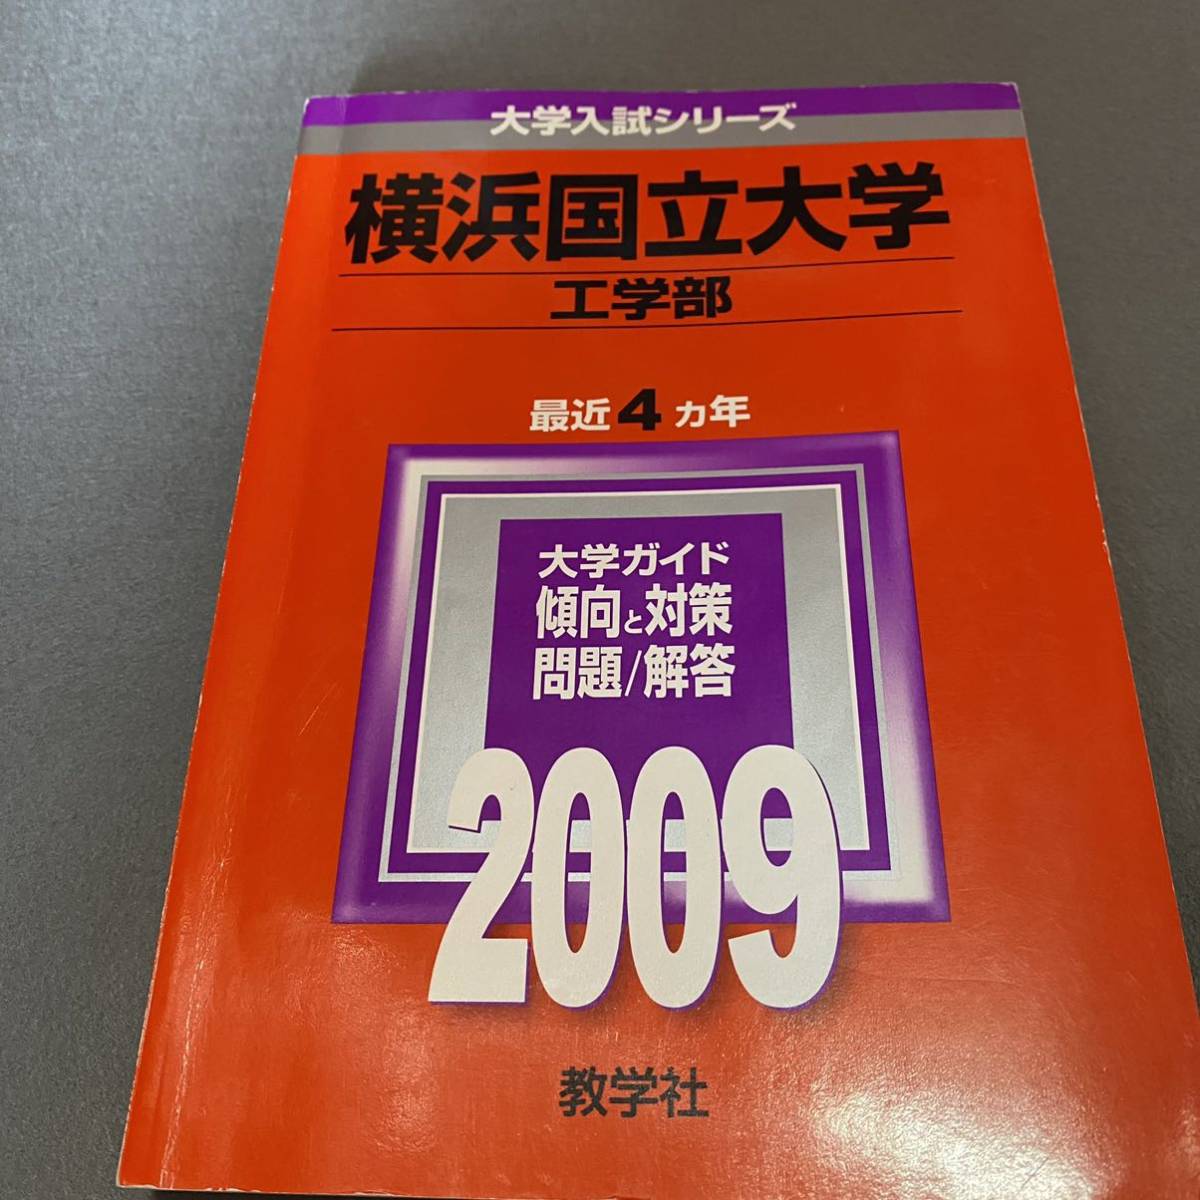 大学入試シリーズ
横浜国立大学
工学部
最近4カ年
大学ガイド
傾向と対策
問題/解答
2009
教学社